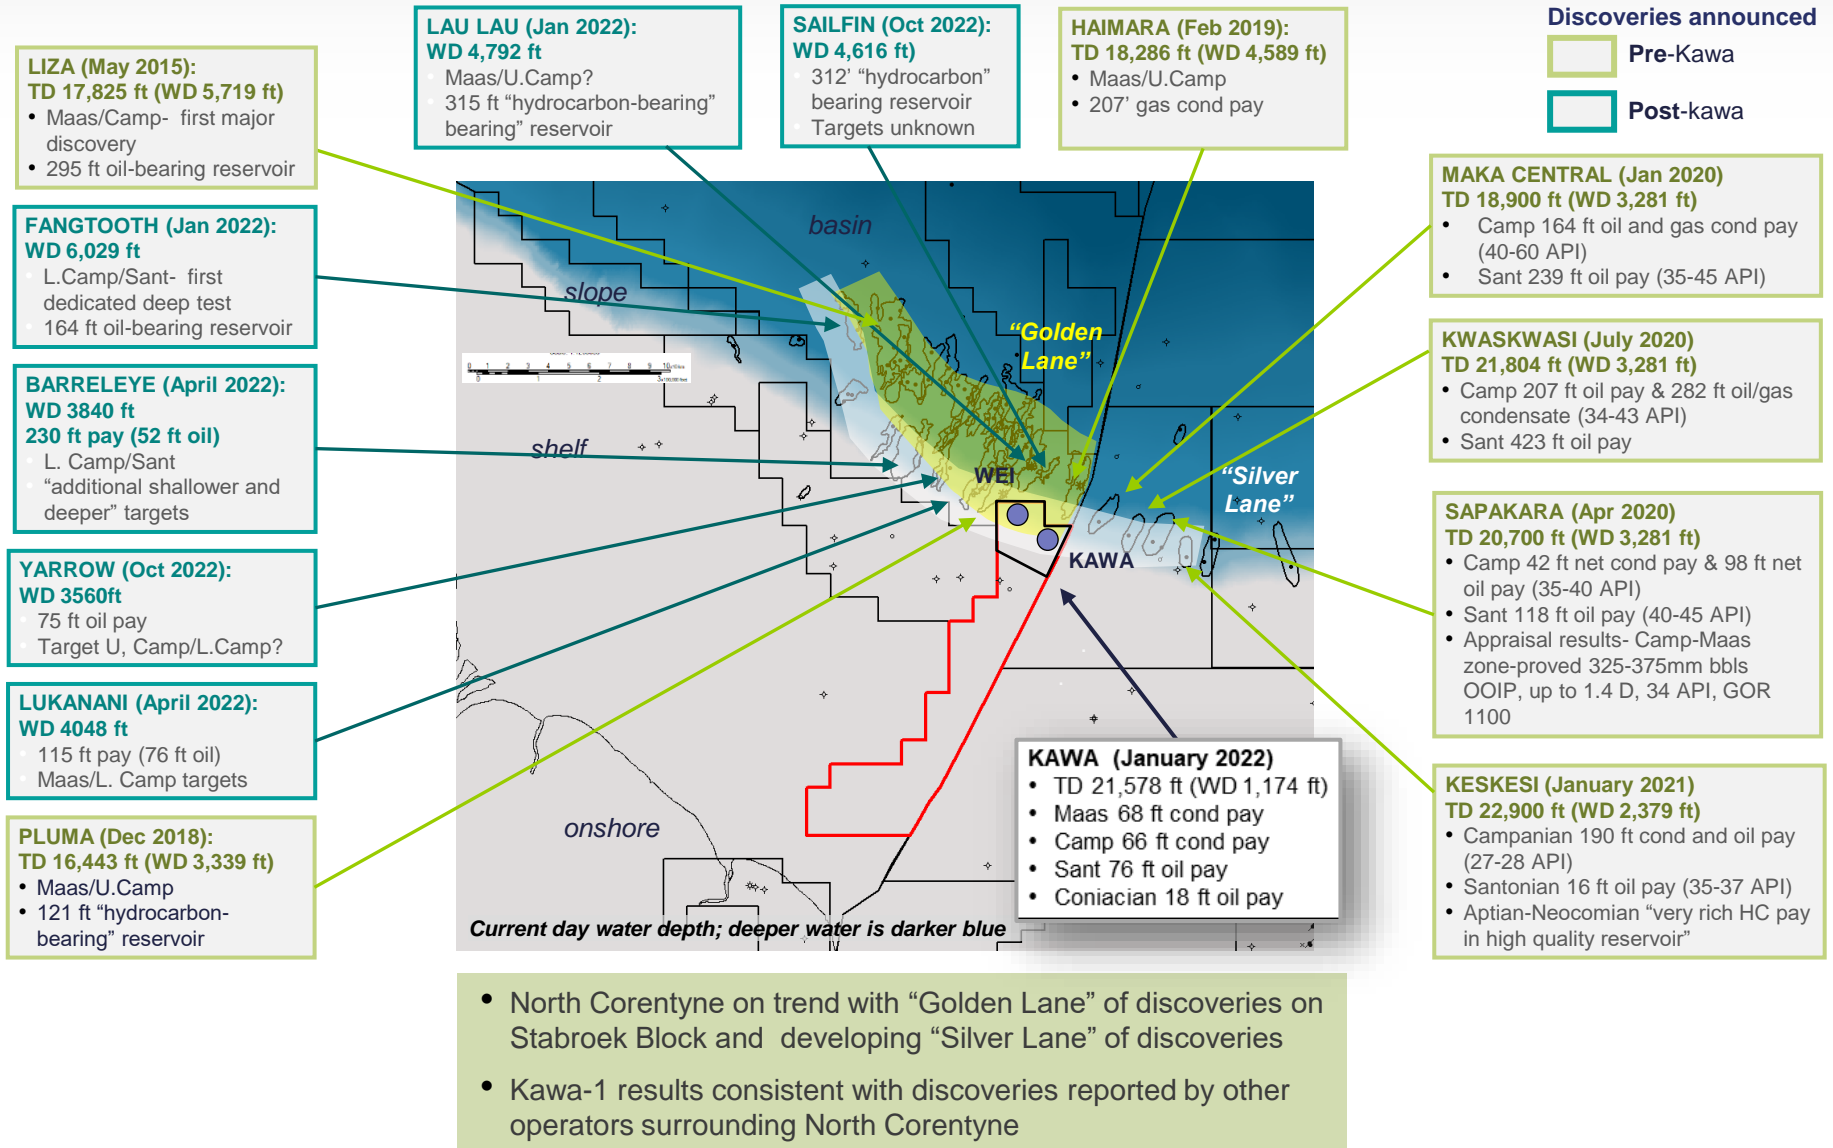 LAU LAU (Jan 2022):
WD 4,792 ft
Maas/U.Camp?
315 ft “hydrocarbon-bearing”
bearing” reservoir
SAILFIN (Oct 2022):
WD 4,616 ft)
312’ “hydrocarbon”
bearing reservoir
Targets unknown
HAIMARA (Feb 2019):
TD 18,286 ft (WD 4,589 ft)
• Maas/U.Camp
• 207’ gas cond pay
Discoveries announced
Pre-Kawa
Post-kawa
LIZA (May 2015):
TD 17,825 ft (WD 5,719 ft)
• Maas/Camp- first major
discovery
• 295 ft oil-bearing reservoir
FANGTOOTH (Jan 2022):
WD 6,029 ft
L.Camp/Sant- first
dedicated deep test
164 ft oil-bearing reservoir
BARRELEYE (April 2022):
WD 3840 ft
230 ft pay (52 ft oil)
L. Camp/Sant
“additional shallower and
deeper” targets
YARROW (Oct 2022):
WD 3560ft
75 ft oil pay
Target U, Camp/L.Camp?
LUKANANI (April 2022):
WD 4048 ft
115 ft pay (76 ft oil)
Maas/L. Camp targets
PLUMA (Dec 2018):
TD 16,443 ft (WD 3,339 ft)
• Maas/U.Camp
• 121 ft “hydrocarbon-
bearing” reservoir
basin
slope
shelf
onshore
“Golden
Lane”
“Silver
Lane”
WEI
KAWA
0 1 2 3 4 5 6 7 8 9 10
0 1 2
Current day water depth; deeper water is darker blue
KAWA (January 2022)
• TD 21,578 ft (WD 1,174 ft)
• Maas 68 ft cond pay
• Camp 66 ft cond pay
• Sant 76 ft oil pay
• Coniacian 18 ft oil pay
MAKA CENTRAL (Jan 2020)
TD 18,900 ft (WD 3,281 ft)
• Camp 164 ft oil and gas cond pay
(40-60 API)
• Sant 239 ft oil pay (35-45 API)
KWASKWASI (July 2020)
TD 21,804 ft (WD 3,281 ft)
• Camp 207 ft oil pay & 282 ft oil/gas
condensate (34-43 API)
• Sant 423 ft oil pay
SAPAKARA (Apr 2020)
TD 20,700 ft (WD 3,281 ft)
• Camp 42 ft net cond pay & 98 ft net
oil pay (35-40 API)
• Sant 118 ft oil pay (40-45 API)
• Appraisal results- Camp-Maas
zone-proved 325-375mm bbls
OOIP, up to 1.4 D, 34 API, GOR
1100
KESKESI (January 2021)
TD 22,900 ft (WD 2,379 ft)
• Campanian 190 ft cond and oil pay
(27-28 API)
• Santonian 16 ft oil pay (35-37 API)
• Aptian-Neocomian “very rich HC pay
in high quality reservoir”
• North Corentyne on trend with “Golden Lane” of discoveries on
Stabroek Block and developing “Silver Lane” of discoveries
• Kawa-1 results consistent with discoveries reported by other
operators surrounding North Corentyne